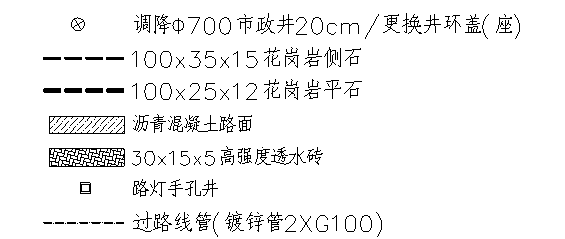 调降Φ700市政井20cm/更换井环盖(座)
100x35x15花岗岩侧石
100x25x12花岗岩平石
沥青混凝土路面
30x15x5高强度透水砖
路灯手孔井
过路线管(镀锌管2XG100)